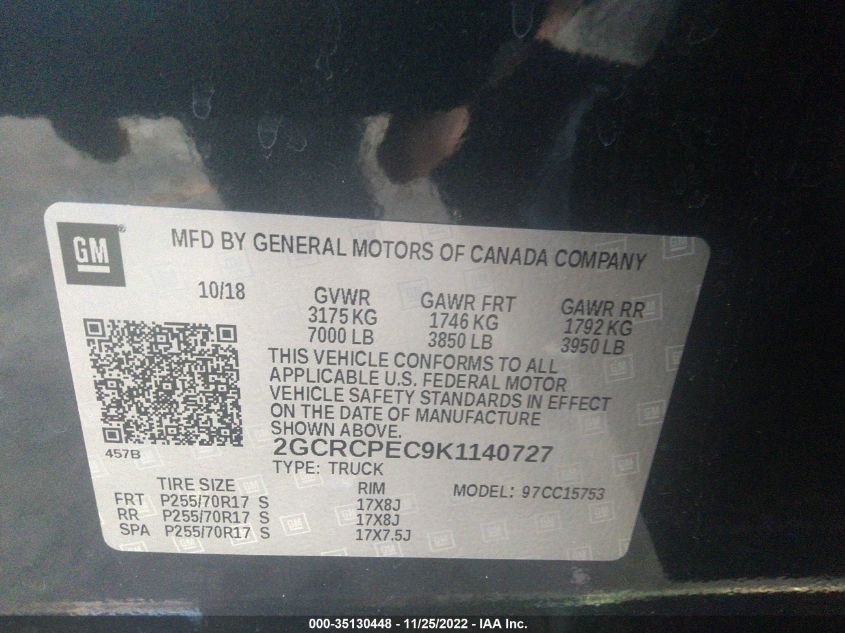 GM ®
MFD BY GENERAL MOTORS OF CANADA COMPANY
10/18 GVWR GAWR FRT GAWR RR
3175 KG 1746 KG 1792 KG
7000 LB 3850 LB 3950 LB
THIS VEHICLE CONFORMS TO ALL
APPLICABLE U.S. FEDERAL MOTOR
VEHICLE SAFETY STANDARDS IN EFFECT
ON THE DATE OF MANUFACTURE
SHOWN ABOVE.
457B
2GCRCPEC9K1140727
TYPE: TRUCK
TIRE SIZE RIM MODEL: 97CC15753
FRT P255/70R17 S 17X8J
RR P255/70R17 S 17X8J
SPA P255/70R17 S 17X7.5J
000-35130448 - 11/25/2022 - IAA Inc.